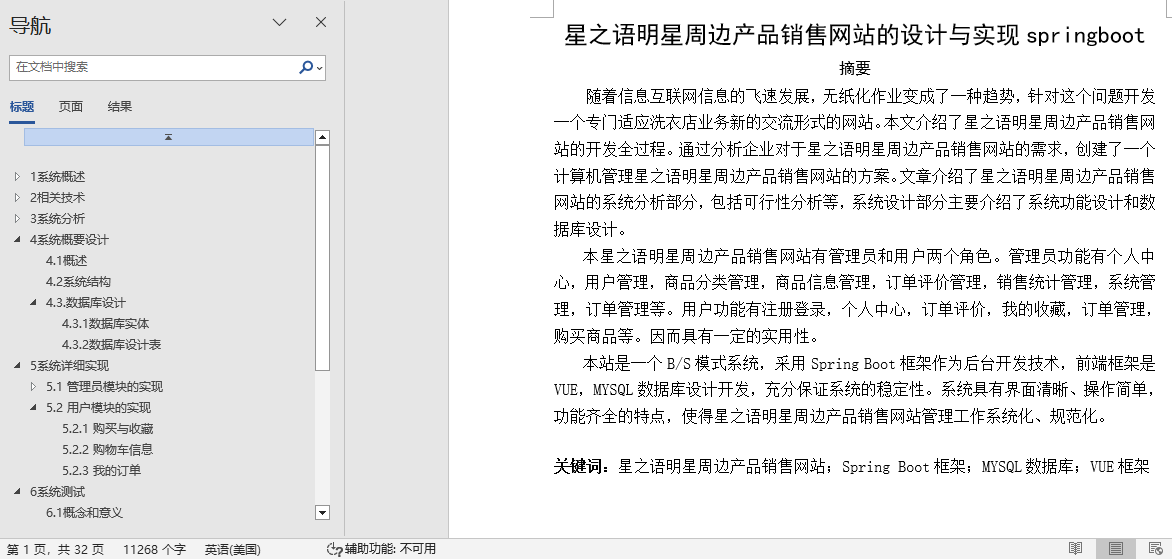 导航
在文档中搜索
标题 页面 结果
1系统概述
2相关技术
3系统分析
4系统概要设计
4.1概述
4.2系统结构
4.3.数据库设计
4.3.1数据库实体
4.3.2数据库设计表
5系统详细实现
5.1 管理员模块的实现
5.2 用户模块的实现
5.2.1 购买与收藏
5.2.2 购物车信息
5.2.3 我的订单
6系统测试
6.1概念和意义
星之语明星周边产品销售网站的设计与实现 springboot
摘要
随着信息互联网信息的飞速发展，无纸化作业变成了一种趋势，针对这个问题开发
一个专门适应洗衣店业务新的交流形式的网站。本文介绍了星之语明星周边产品销售网
站的开发全过程。通过分析企业对于星之语明星周边产品销售网站的需求，创建了一个
计算机管理星之语明星周边产品销售网站的方案。文章介绍了星之语明星周边产品销售
网站的系统分析部分，包括可行性分析等，系统设计部分主要介绍了系统功能设计和数
据库设计。
本星之语明星周边产品销售网站有管理员和用户两个角色。管理员功能有个人中
心，用户管理，商品分类管理，商品信息管理，订单评价管理，销售统计管理，系统管
理，订单管理等。用户功能有注册登录，个人中心，订单评价，我的收藏，订单管理，
购买商品等。因而具有一定的实用性。
本站是一个 B/S 模式系统，采用 Spring Boot 框架作为后台开发技术，前端框架是
VUE，MYSQL 数据库设计开发，充分保证系统的稳定性。系统具有界面清晰、操作简单，
功能齐全的特点，使得星之语明星周边产品销售网站管理工作系统化、规范化。
关键词：星之语明星周边产品销售网站；Spring Boot 框架；MYSQL 数据库；VUE 框架
第 1 页，共 32 页 11268 个字 英语(美国) 辅助功能: 不可用